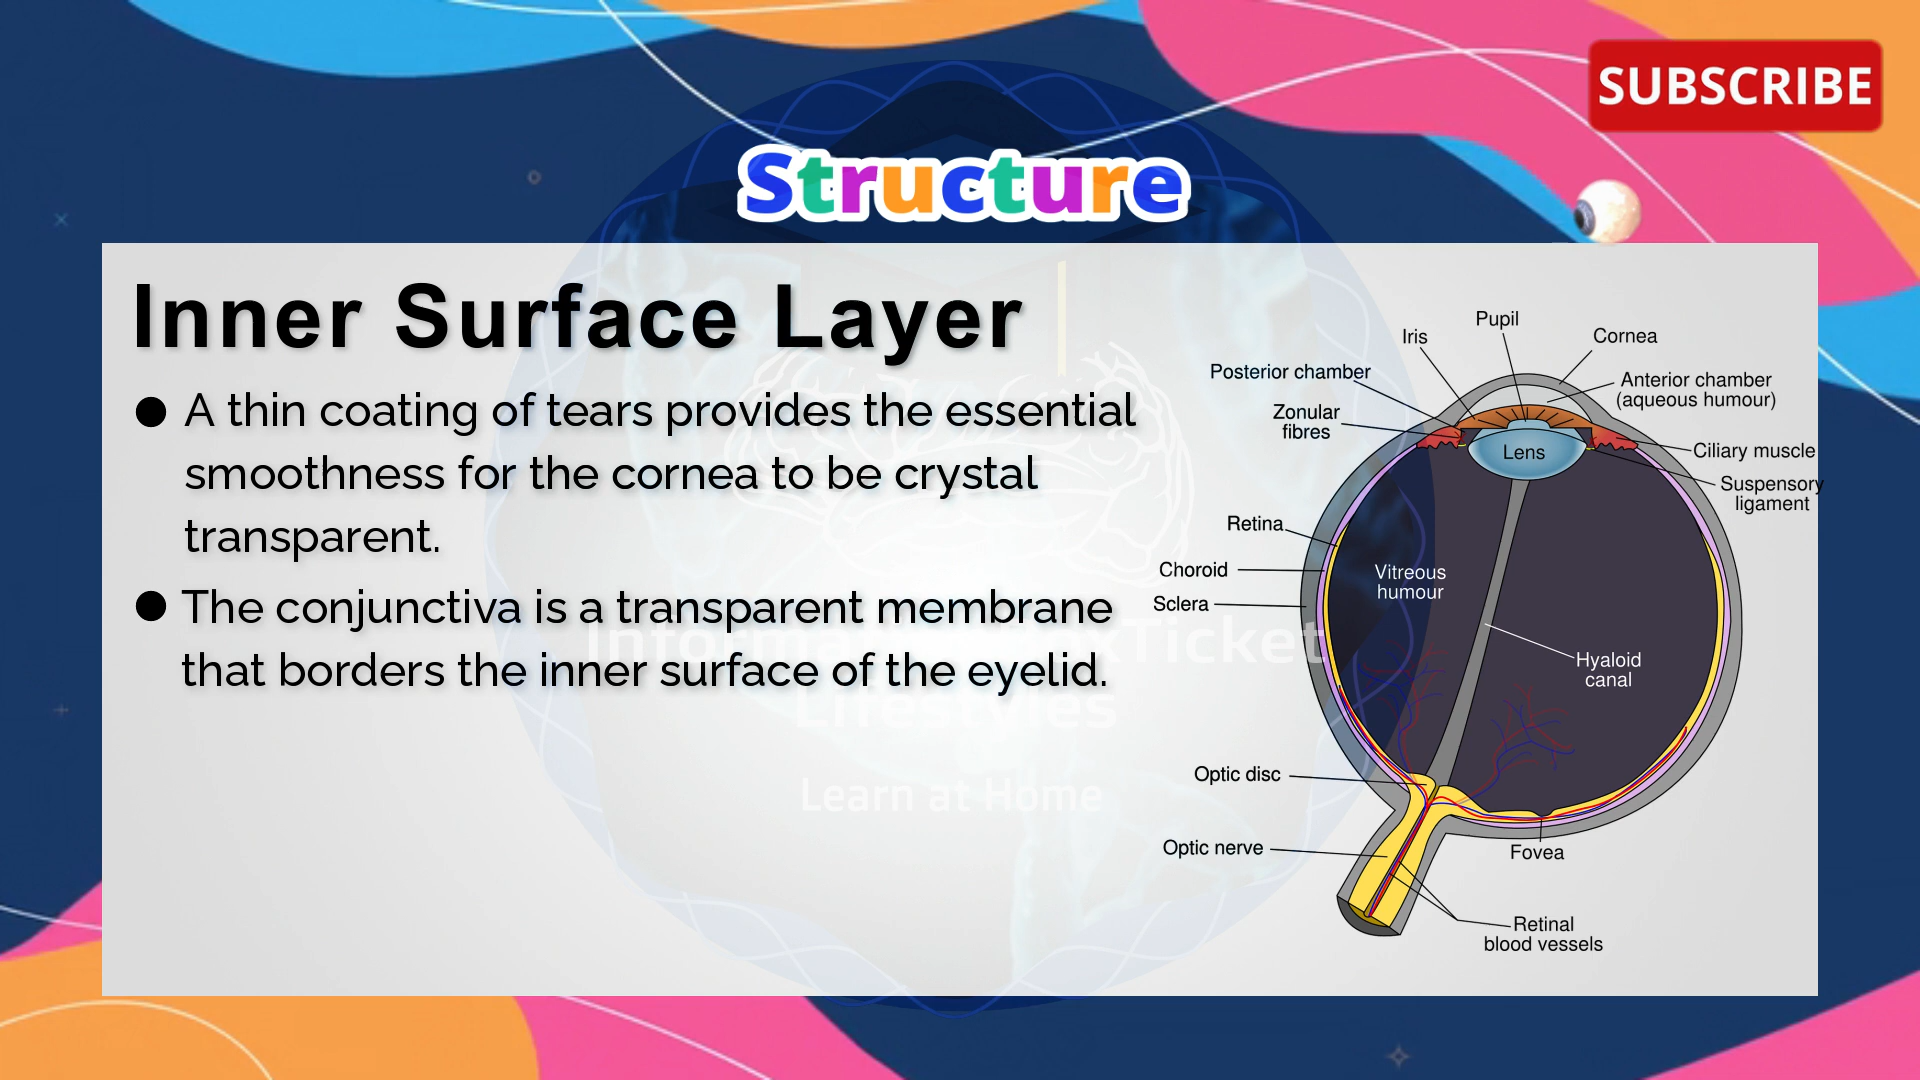 SUBSCRIBE
Structure
Inner Surface Layer
A thin coating of tears provides the essential
smoothness for the cornea to be crystal
transparent.
The conjunctiva is a transparent membrane
that borders the inner surface of the eyelid.
Lifestyles
Learn at Home
Pupil
Iris
Cornea
Posterior chamber
Anterior chamber
(aqueous humour)
Zonular
fibres
Ciliary muscle
Lens
Suspensory
ligament
Retina
Choroid
Vitreous
humour
Sclera
Hyaloid
canal
Optic disc
Optic nerve
Fovea
Retinal
blood vessels